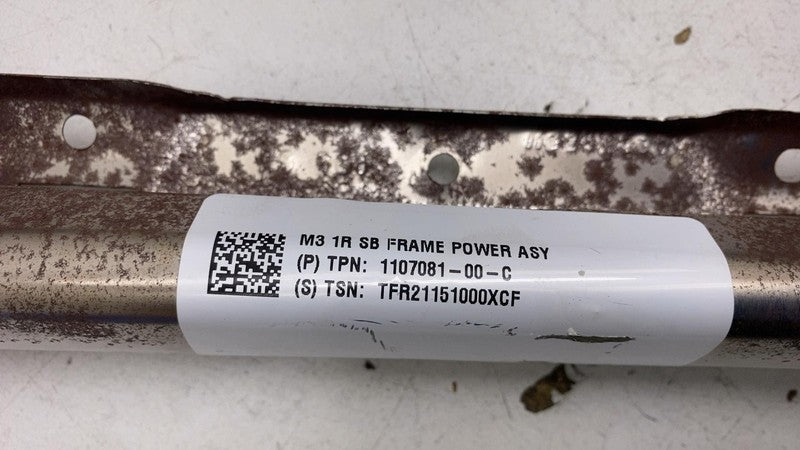 M3 1R SB FRAME POWER ASY
(P) TPN: 1107081-00-C
(S) TSN: TFR21151000XCF